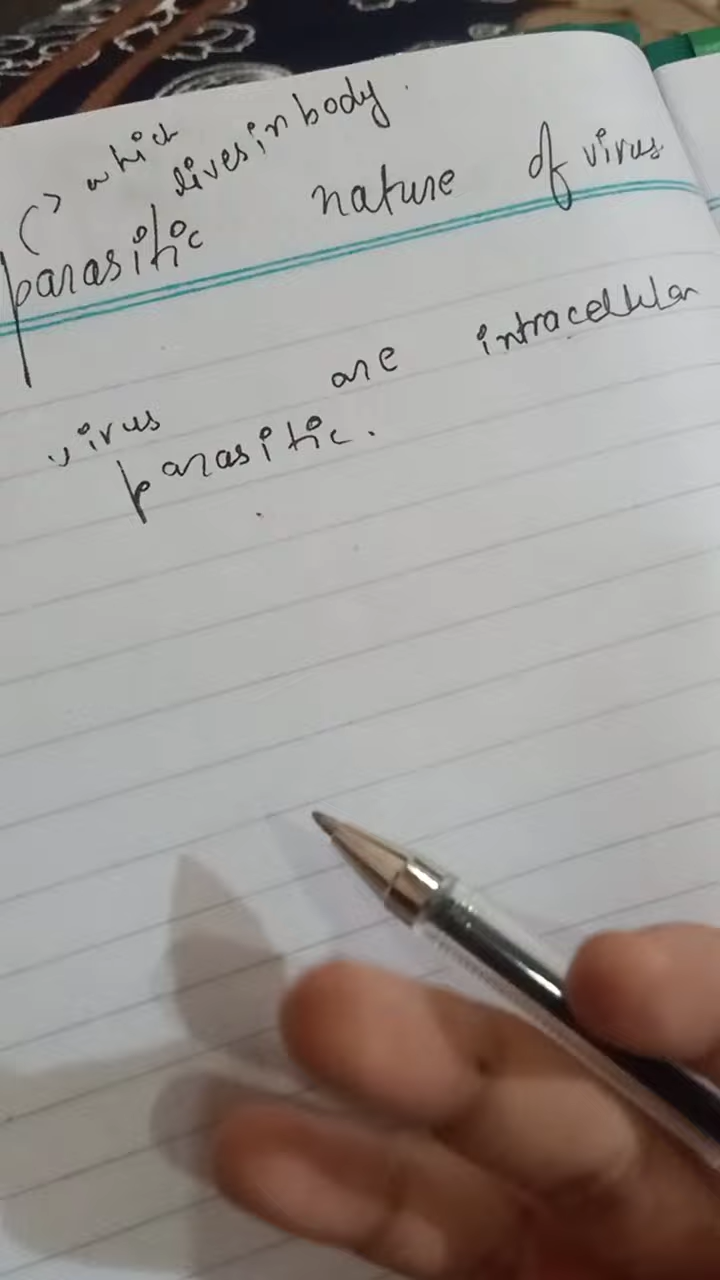 which
lives in body.
parasitic nature of virus
virus are intracellular
parasitic.